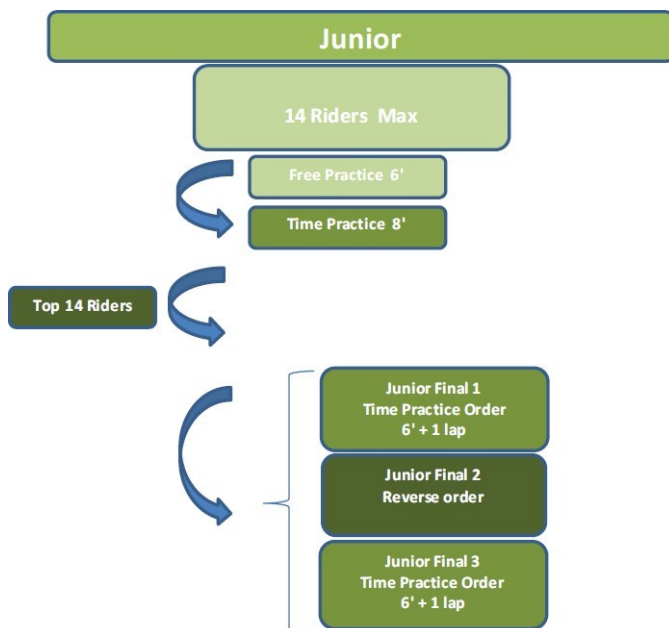 Junior
14 Riders Max
Free Practice 6'
Time Practice 8'
Top 14 Riders
Junior Final 1
Time Practice Order
6' + 1 lap
Junior Final 2
Reverse order
Junior Final 3
Time Practice Order
6' + 1 lap